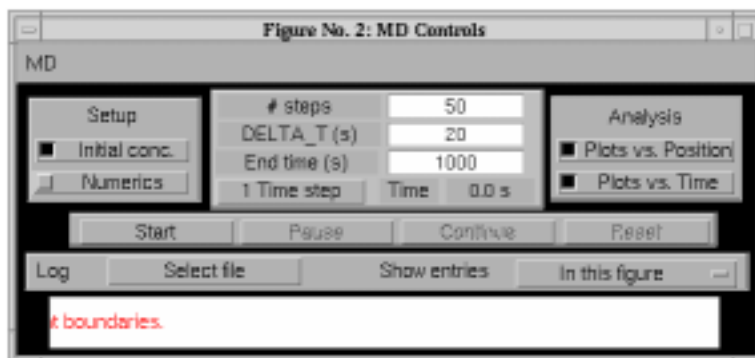 Figure No. 2: MD Controls
MD
Setup
Initial conc.
Numerics
# steps 50
DELTA_T (s) 20
End time (s) 1000
1 Time step Time 0.0 s
Analysis
Plots vs. Position
Plots vs. Time
Start Pause Continue Reset
Log Select file Show entries In this figure
t boundaries.